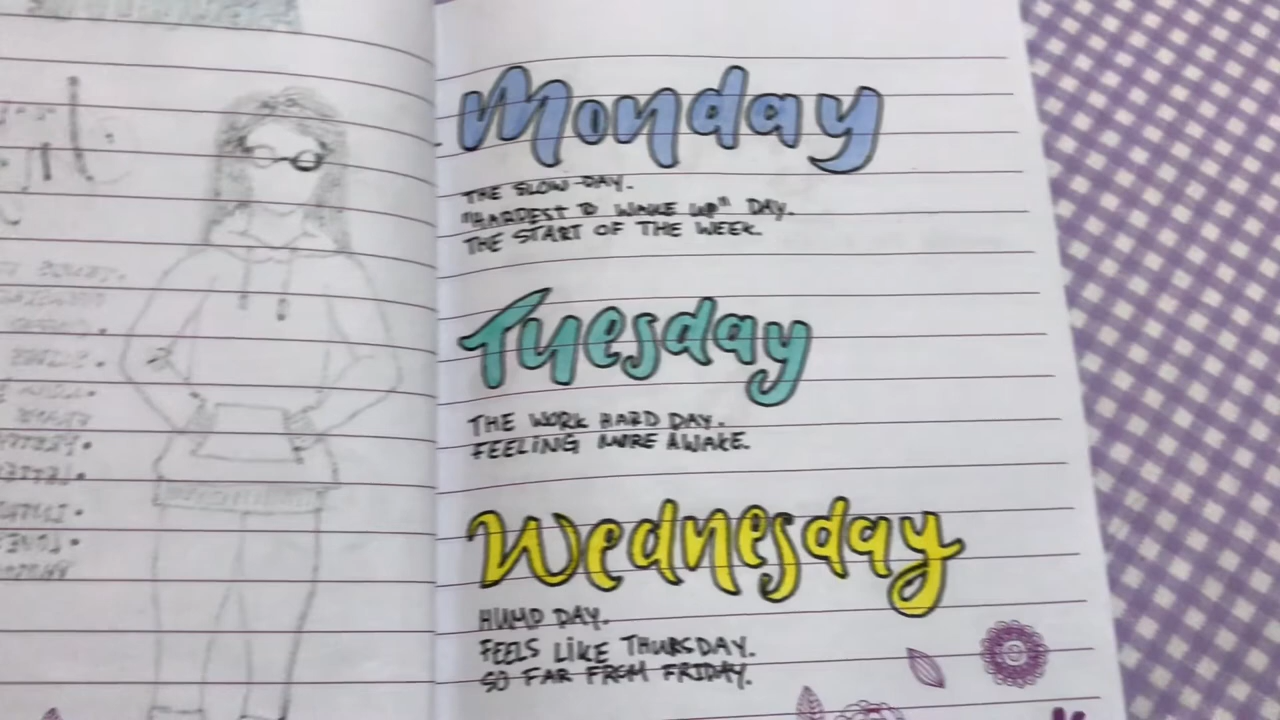 Monday
THE SLOW DAY.
"HARDEST TO WAKE UP" DAY.
THE START OF THE WEEK.
Tuesday
THE WORK HARD DAY.
FEELING MORE AWAKE.
Wednesday
HUMP DAY.
FEELS LIKE THURSDAY.
SO FAR FROM FRIDAY.